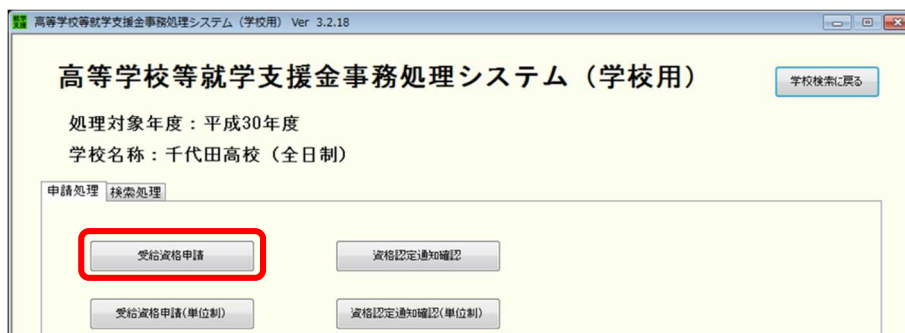 就学支援 高等学校等就学支援金事務処理システム（学校用） Ver 3.2.18
高等学校等就学支援金事務処理システム（学校用）
学校検索に戻る
処理対象年度：平成30年度
学校名称：千代田高校（全日制）
申請処理 検索処理
受給資格申請 資格認定通知確認
受給資格申請(単位制) 資格認定通知確認(単位制)